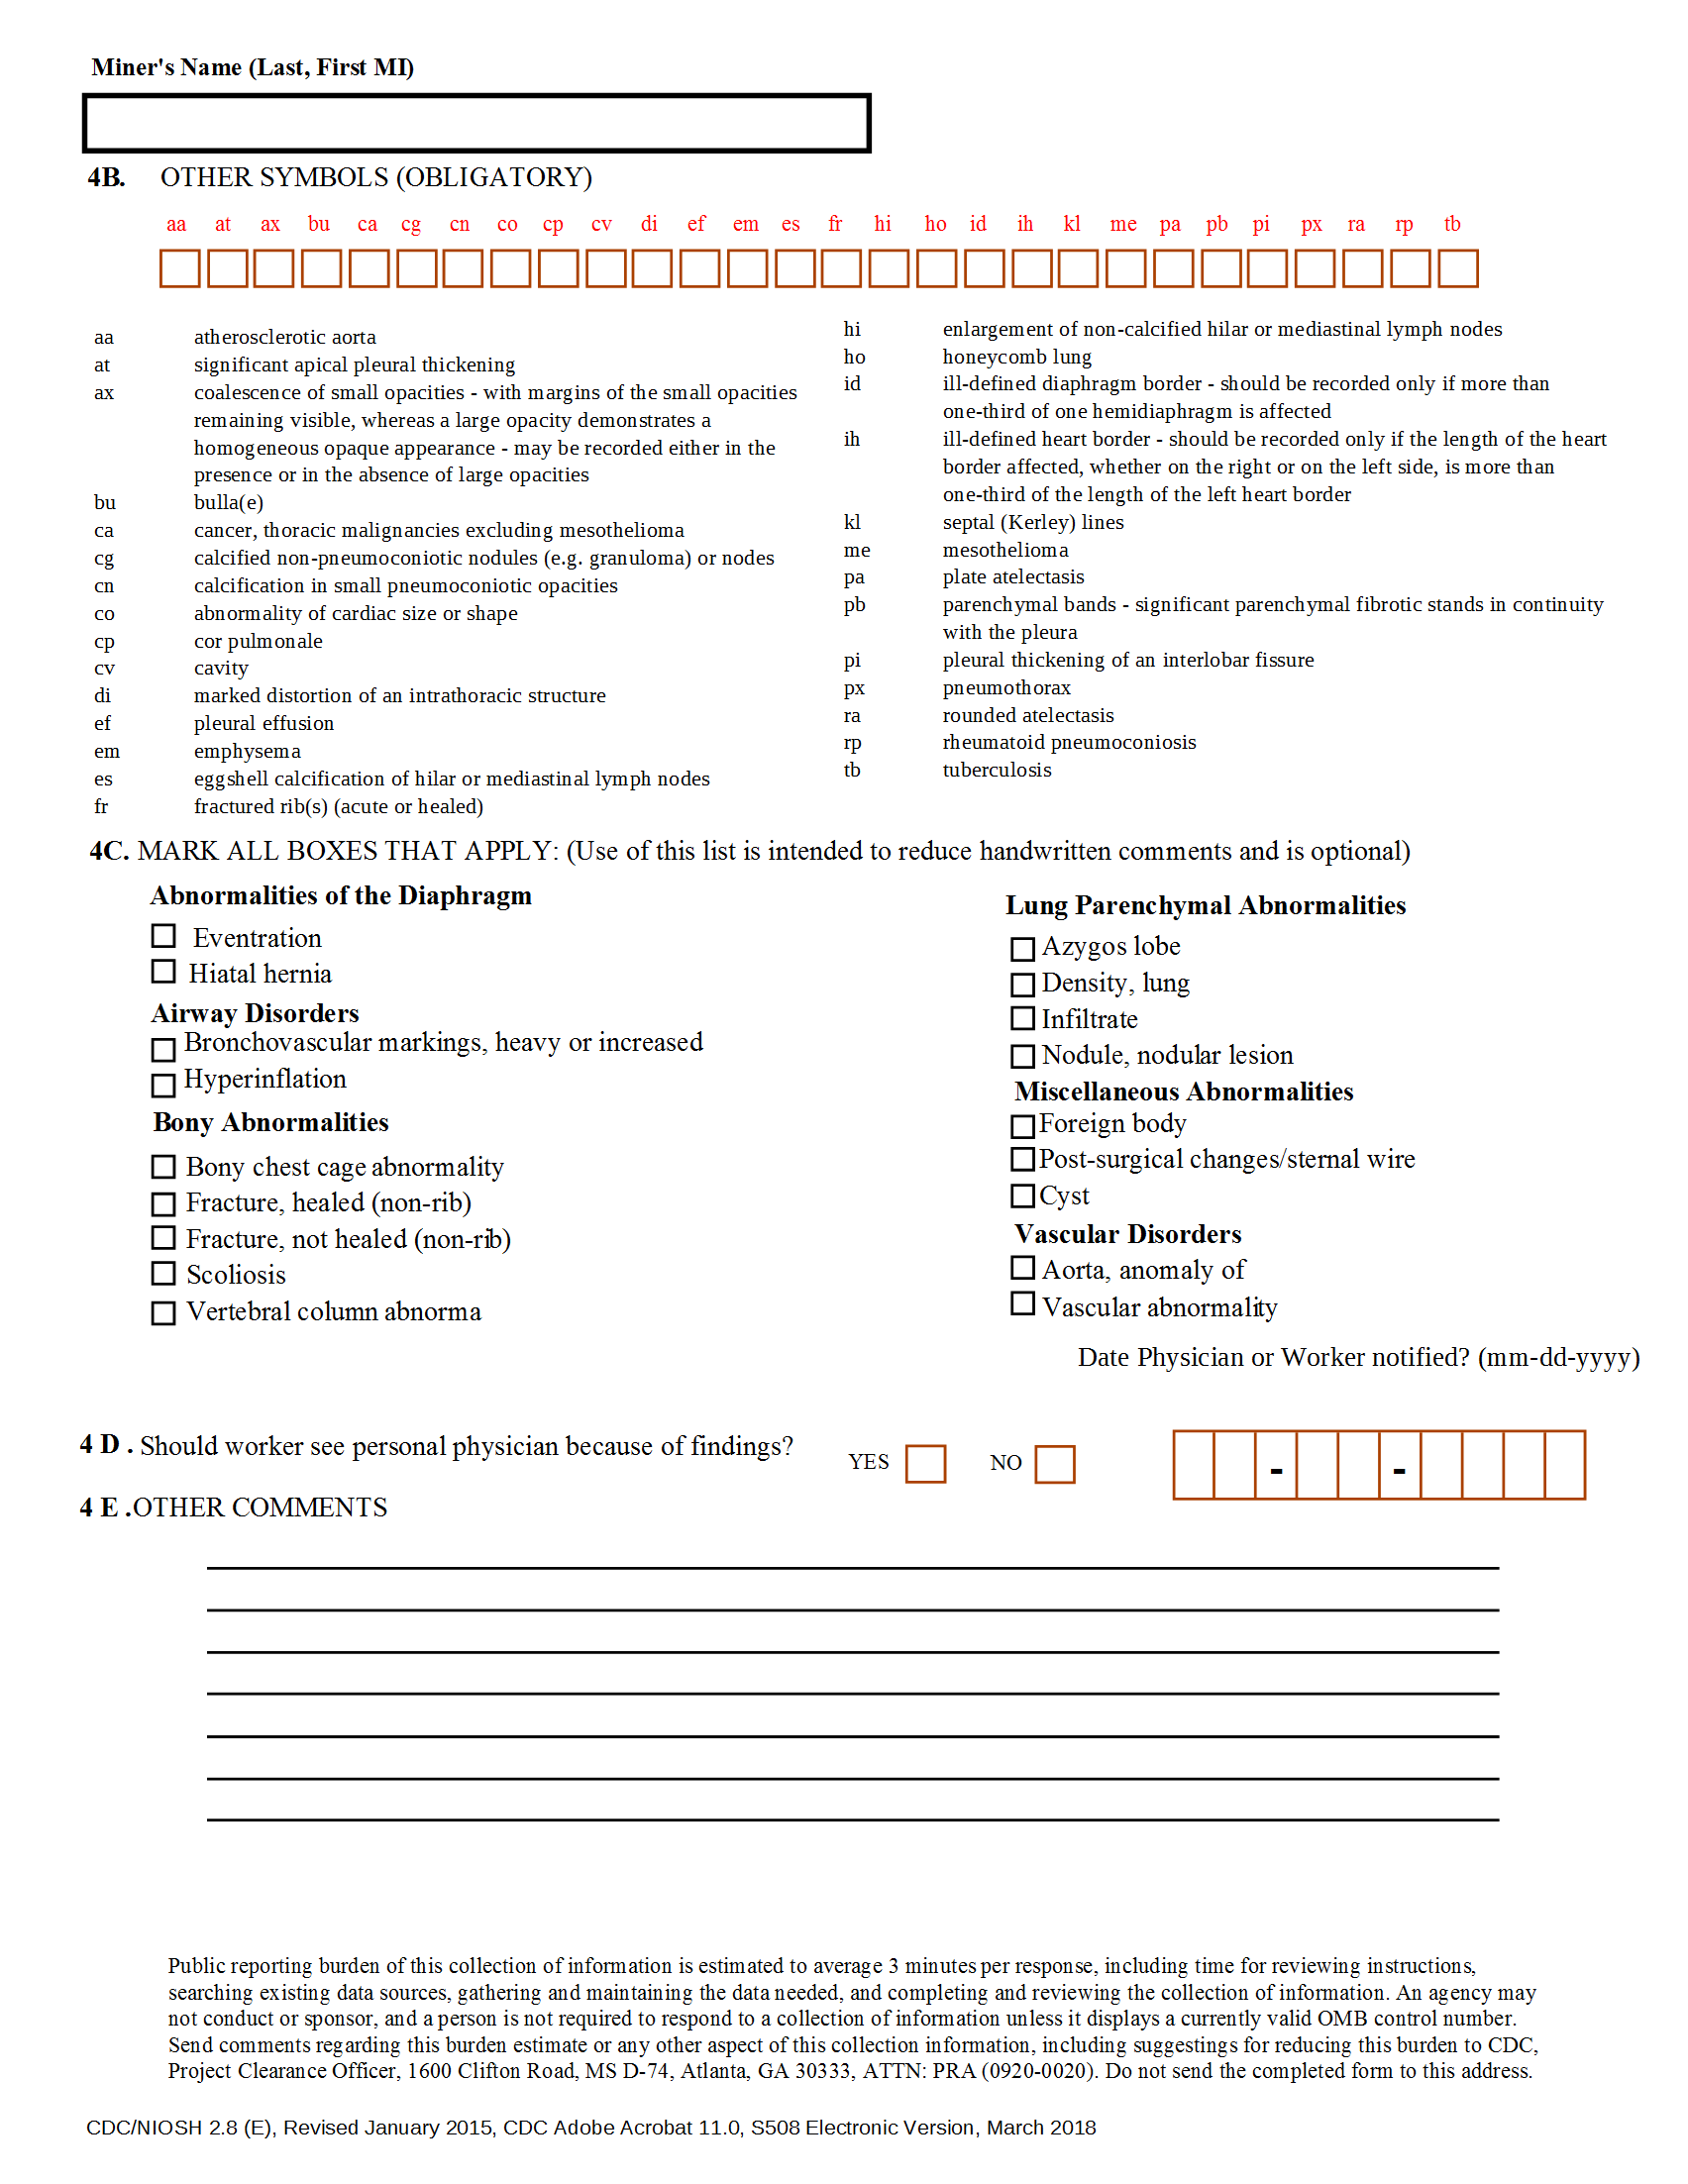 Miner's Name (Last, First MI)
4B. OTHER SYMBOLS (OBLIGATORY)
aa at ax bu ca cg cn co cp cv di ef em es fr hi ho id ih kl me pa pb pi px ra rp tb
aa atherosclerotic aorta
at significant apical pleural thickening
ax coalescence of small opacities - with margins of the small opacities
remaining visible, whereas a large opacity demonstrates a
homogeneous opaque appearance - may be recorded either in the
presence or in the absence of large opacities
bu bulla(e)
ca cancer, thoracic malignancies excluding mesothelioma
cg calcified non-pneumoconiotic nodules (e.g. granuloma) or nodes
cn calcification in small pneumoconiotic opacities
co abnormality of cardiac size or shape
cp cor pulmonale
cv cavity
di marked distortion of an intrathoracic structure
ef pleural effusion
em emphysema
es eggshell calcification of hilar or mediastinal lymph nodes
fr fractured rib(s) (acute or healed)
hi enlargement of non-calcified hilar or mediastinal lymph nodes
ho honeycomb lung
id ill-defined diaphragm border - should be recorded only if more than
one-third of one hemidiaphragm is affected
ih ill-defined heart border - should be recorded only if the length of the heart
border affected, whether on the right or on the left side, is more than
one-third of the length of the left heart border
kl septal (Kerley) lines
me mesothelioma
pa plate atelectasis
pb parenchymal bands - significant parenchymal fibrotic stands in continuity
with the pleura
pi pleural thickening of an interlobar fissure
px pneumothorax
ra rounded atelectasis
rp rheumatoid pneumoconiosis
tb tuberculosis
4C. MARK ALL BOXES THAT APPLY: (Use of this list is intended to reduce handwritten comments and is optional)
Abnormalities of the Diaphragm
Eventration
Hiatal hernia
Airway Disorders
Bronchovascular markings, heavy or increased
Hyperinflation
Bony Abnormalities
Bony chest cage abnormality
Fracture, healed (non-rib)
Fracture, not healed (non-rib)
Scoliosis
Vertebral column abnorma
Lung Parenchymal Abnormalities
Azygos lobe
Density, lung
Infiltrate
Nodule, nodular lesion
Miscellaneous Abnormalities
Foreign body
Post-surgical changes/sternal wire
Cyst
Vascular Disorders
Aorta, anomaly of
Vascular abnormality
Date Physician or Worker notified? (mm-dd-yyyy)
4 D . Should worker see personal physician because of findings? YES NO - -
4 E .OTHER COMMENTS
Public reporting burden of this collection of information is estimated to average 3 minutes per response, including time for reviewing instructions,
searching existing data sources, gathering and maintaining the data needed, and completing and reviewing the collection of information. An agency may
not conduct or sponsor, and a person is not required to respond to a collection of information unless it displays a currently valid OMB control number.
Send comments regarding this burden estimate or any other aspect of this collection information, including suggestings for reducing this burden to CDC,
Project Clearance Officer, 1600 Clifton Road, MS D-74, Atlanta, GA 30333, ATTN: PRA (0920-0020). Do not send the completed form to this address.
CDC/NIOSH 2.8 (E), Revised January 2015, CDC Adobe Acrobat 11.0, S508 Electronic Version, March 2018